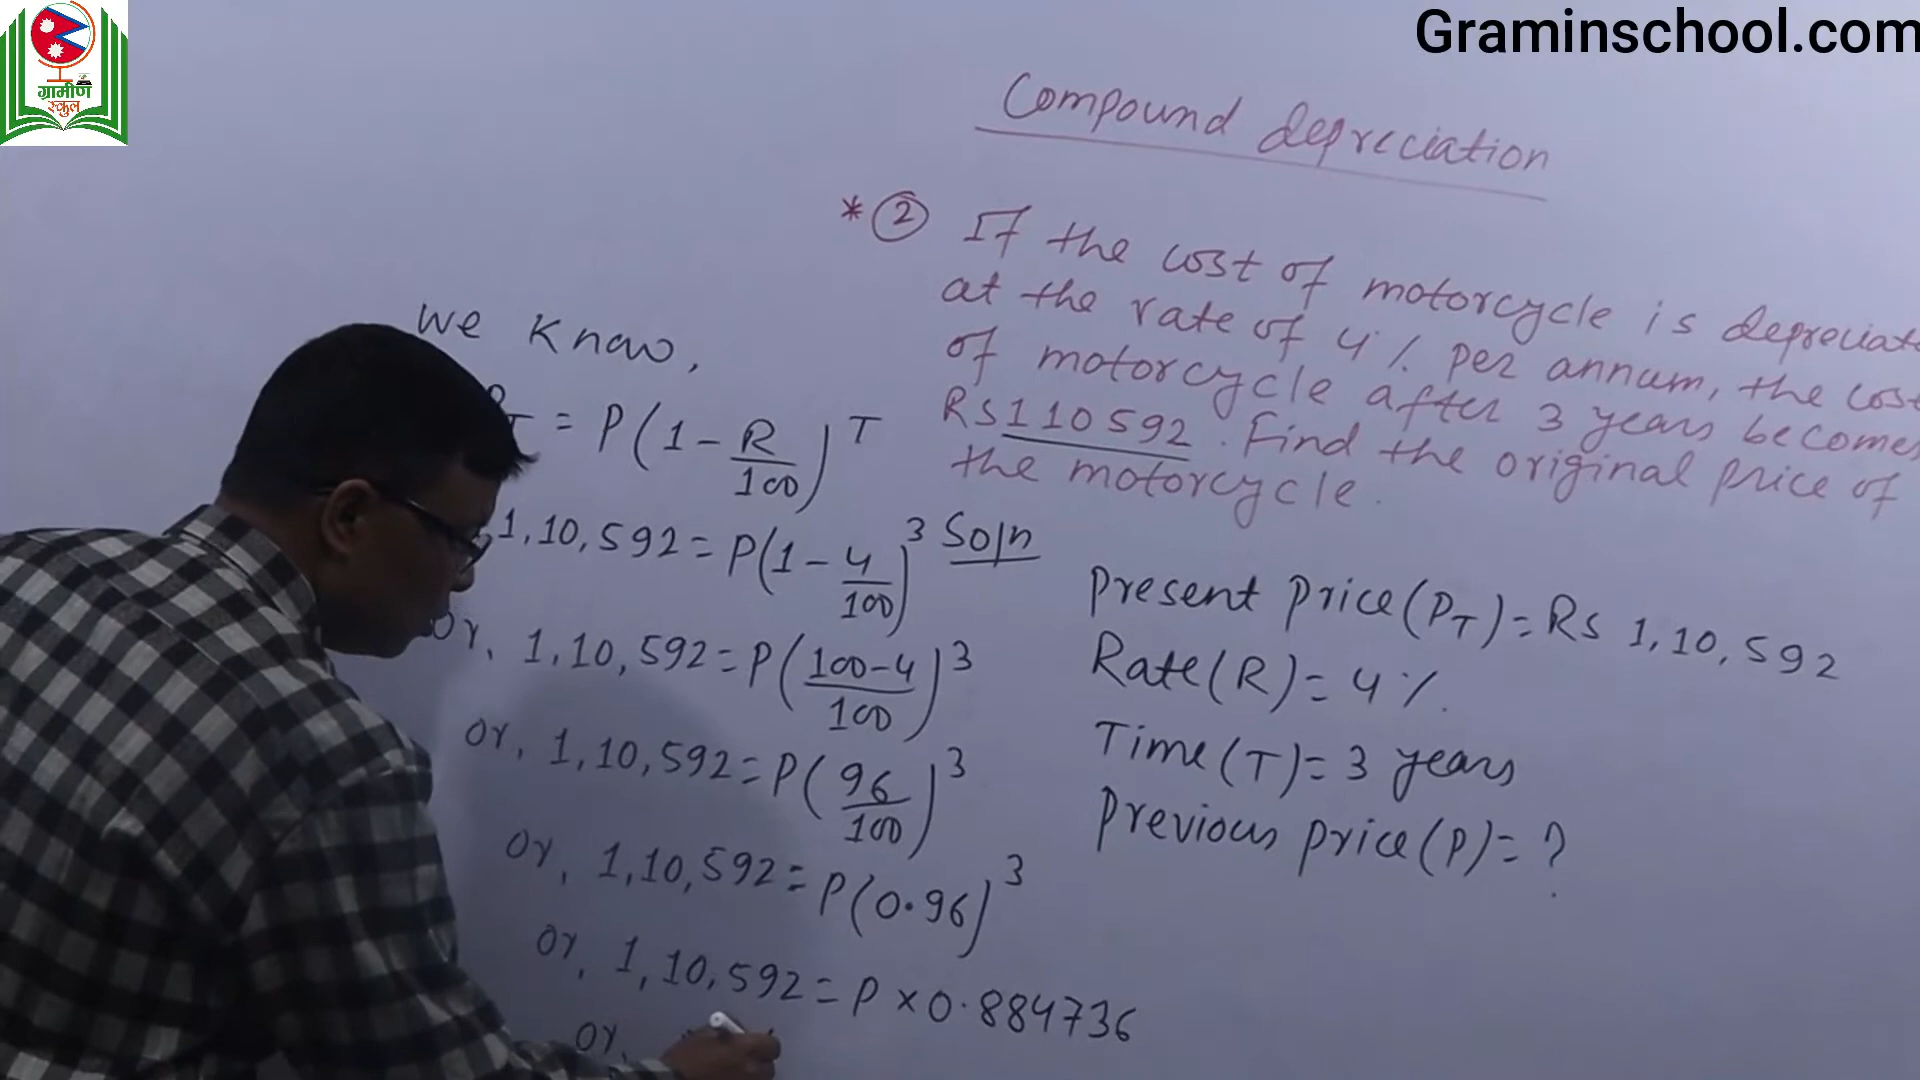 Graminschool.com
ग्रामीण
स्कुल
Compound depreciation
* ② If the cost of motorcycle is depreciate
at the rate of 4% per annum, the cost
of motorcycle after 3 years becomes
Rs 110592. Find the original price of
the motorcycle.
Soln
Present price (PT) = Rs 1,10,592
Rate (R) = 4%.
Time (T) = 3 years
Previous price (P) = ?
We know,
= P(1 - R/100)^T
1,10,592 = P(1 - 4/100)^3
Or, 1,10,592 = P(100-4/100)^3
Or, 1,10,592 = P(96/100)^3
Or, 1,10,592 = P(0.96)^3
Or, 1,10,592 = P × 0.884736
Or,